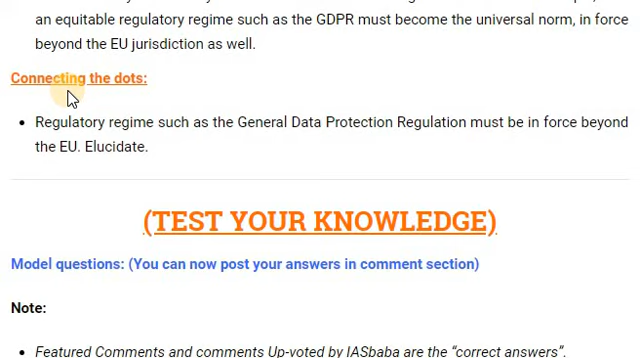 an equitable regulatory regime such as the GDPR must become the universal norm, in force
beyond the EU jurisdiction as well.
Connecting the dots:
• Regulatory regime such as the General Data Protection Regulation must be in force beyond
the EU. Elucidate.
(TEST YOUR KNOWLEDGE)
Model questions: (You can now post your answers in comment section)
Note:
• Featured Comments and comments Up-voted by IASbaba are the “correct answers”.